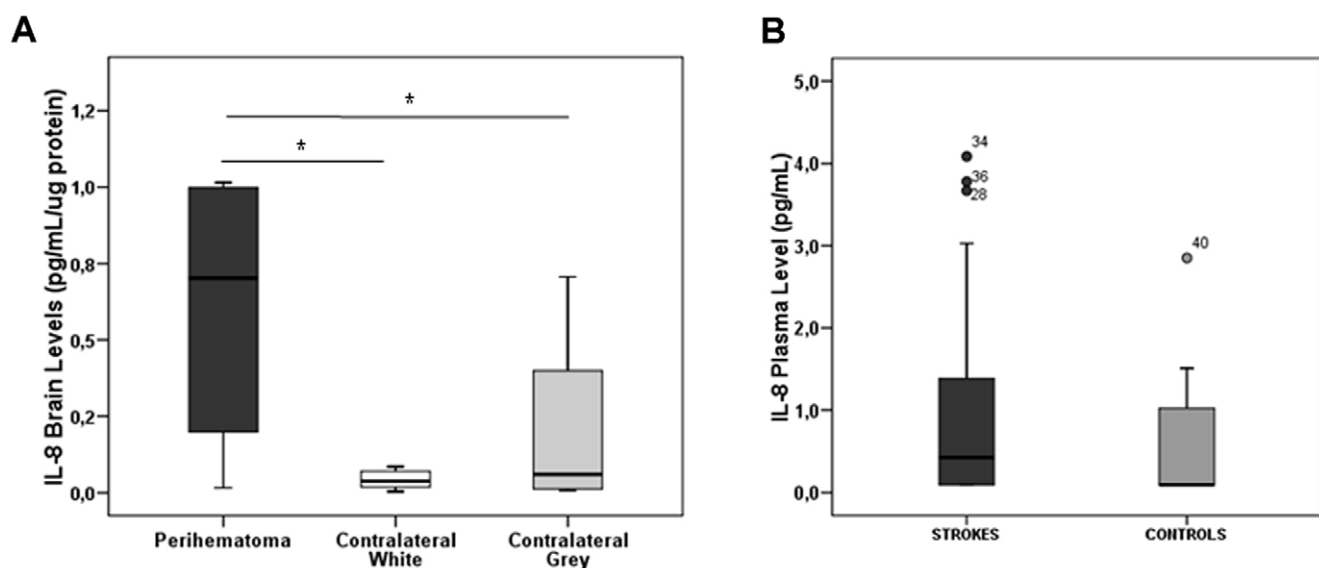 A
IL-8 Brain Levels (pg/mL/ug protein)
1,2
1,0
0,8
0,5
0,2
0,0
*
*
Perihematoma
Contralateral
White
Contralateral
Grey
B
IL-8 Plasma Level (pg/mL)
5,0
4,0
3,0
2,0
1,0
0,0
34
36
28
40
STROKES
CONTROLS